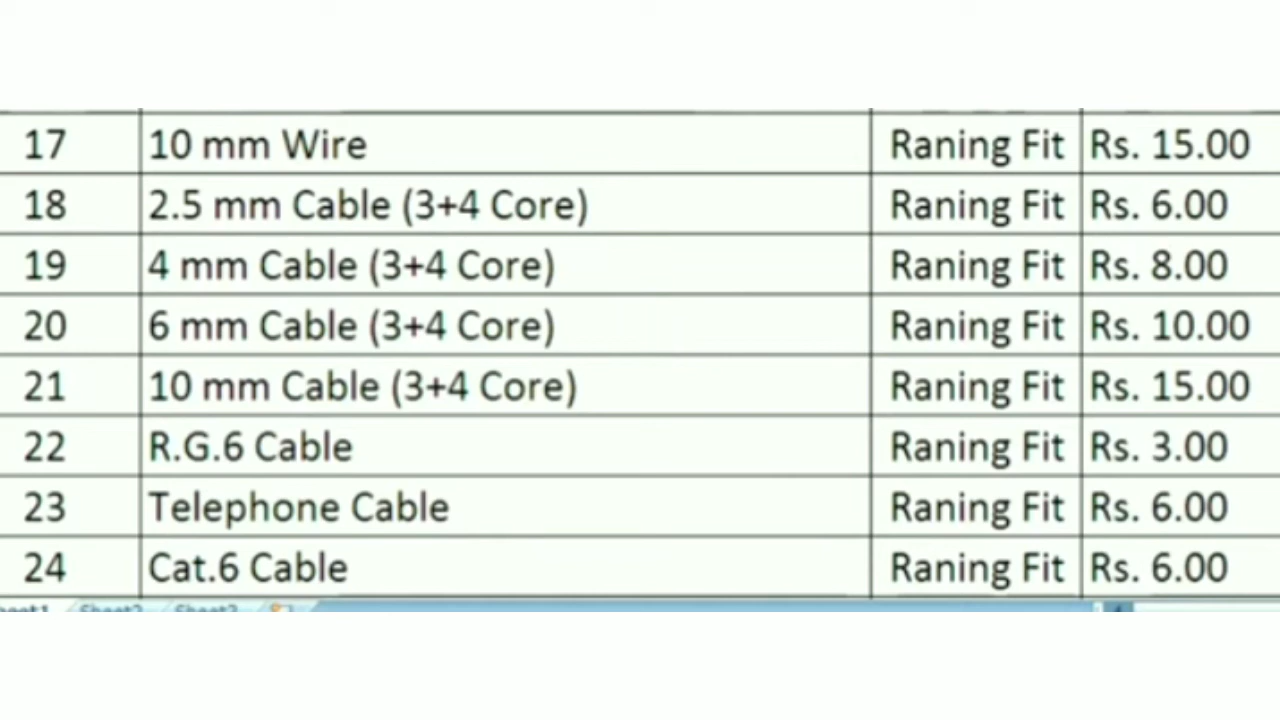 17 10 mm Wire Raning Fit Rs. 15.00
18 2.5 mm Cable (3+4 Core) Raning Fit Rs. 6.00
19 4 mm Cable (3+4 Core) Raning Fit Rs. 8.00
20 6 mm Cable (3+4 Core) Raning Fit Rs. 10.00
21 10 mm Cable (3+4 Core) Raning Fit Rs. 15.00
22 R.G.6 Cable Raning Fit Rs. 3.00
23 Telephone Cable Raning Fit Rs. 6.00
24 Cat.6 Cable Raning Fit Rs. 6.00